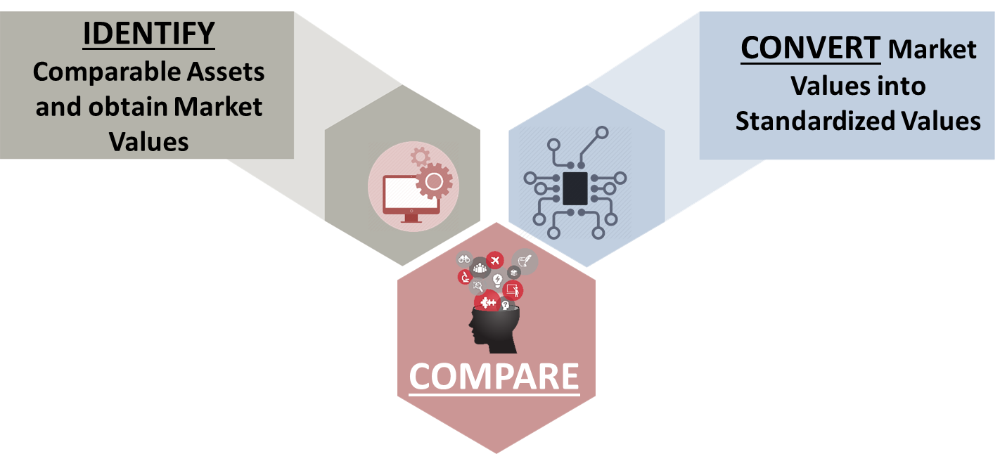 IDENTIFY
Comparable Assets
and obtain Market
Values
CONVERT Market
Values into
Standardized Values
COMPARE